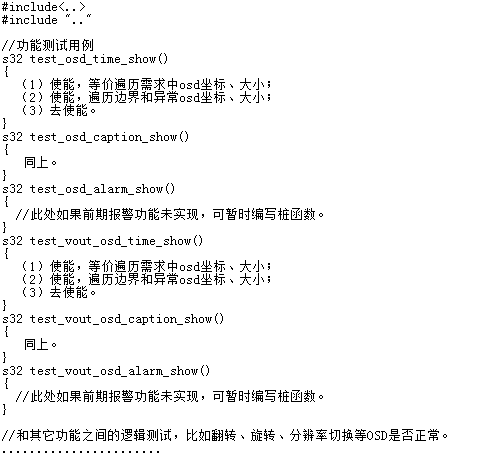 #include<..>
#include ".."
//功能测试用例
s32 test_osd_time_show()
{
(1)使能，等价遍历需求中osd坐标、大小；
(2)使能，遍历边界和异常osd坐标、大小；
(3)去使能。
}
s32 test_osd_caption_show()
{
同上。
}
s32 test_osd_alarm_show()
{
//此处如果前期报警功能未实现，可暂时编写桩函数。
}
s32 test_vout_osd_time_show()
{
(1)使能，等价遍历需求中osd坐标、大小；
(2)使能，遍历边界和异常osd坐标、大小；
(3)去使能。
}
s32 test_vout_osd_caption_show()
{
同上。
}
s32 test_vout_osd_alarm_show()
{
//此处如果前期报警功能未实现，可暂时编写桩函数。
}
//和其它功能之间的逻辑测试，比如翻转、旋转、分辨率切换等OSD是否正常。
.......................